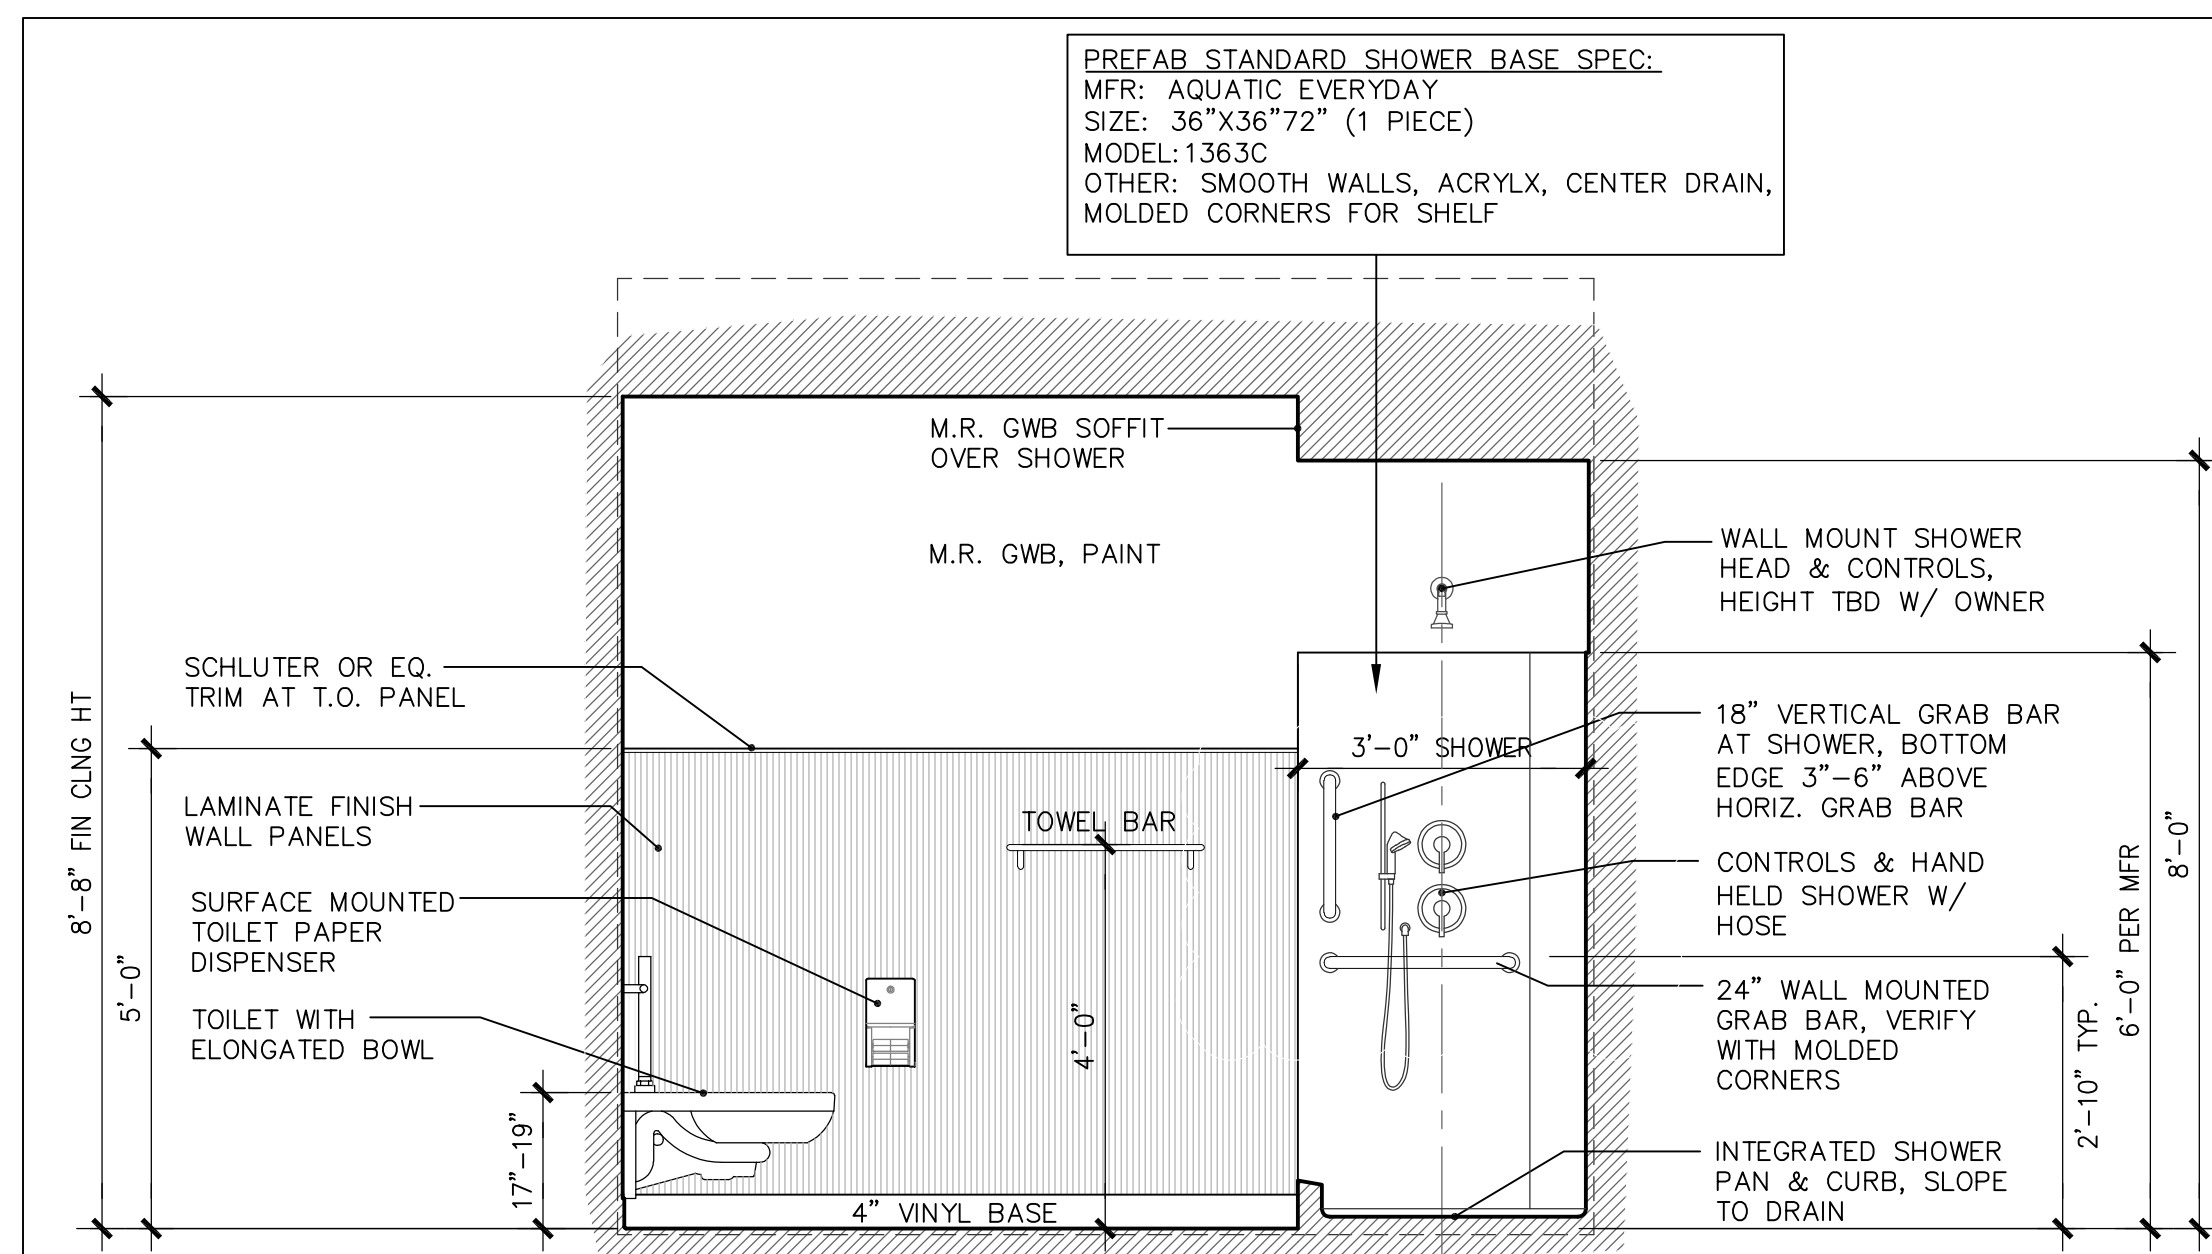 PREFAB STANDARD SHOWER BASE SPEC:
MFR: AQUATIC EVERYDAY
SIZE: 36"X36"72" (1 PIECE)
MODEL:1363C
OTHER: SMOOTH WALLS, ACRYLX, CENTER DRAIN,
MOLDED CORNERS FOR SHELF
M.R. GWB SOFFIT
OVER SHOWER
M.R. GWB, PAINT
WALL MOUNT SHOWER
HEAD & CONTROLS,
HEIGHT TBD W/ OWNER
SCHLUTER OR EQ.
TRIM AT T.O. PANEL
LAMINATE FINISH
WALL PANELS
SURFACE MOUNTED
TOILET PAPER
DISPENSER
TOILET WITH
ELONGATED BOWL
8'-8" FIN CLNG HT
5'-0"
17"-19"
TOWEL BAR
4'-0"
4" VINYL BASE
3'-0" SHOWER
18" VERTICAL GRAB BAR
AT SHOWER, BOTTOM
EDGE 3"-6" ABOVE
HORIZ. GRAB BAR
CONTROLS & HAND
HELD SHOWER W/
HOSE
24" WALL MOUNTED
GRAB BAR, VERIFY
WITH MOLDED
CORNERS
INTEGRATED SHOWER
PAN & CURB, SLOPE
TO DRAIN
2'-10" TYP.
6'-0" PER MFR
8'-0"